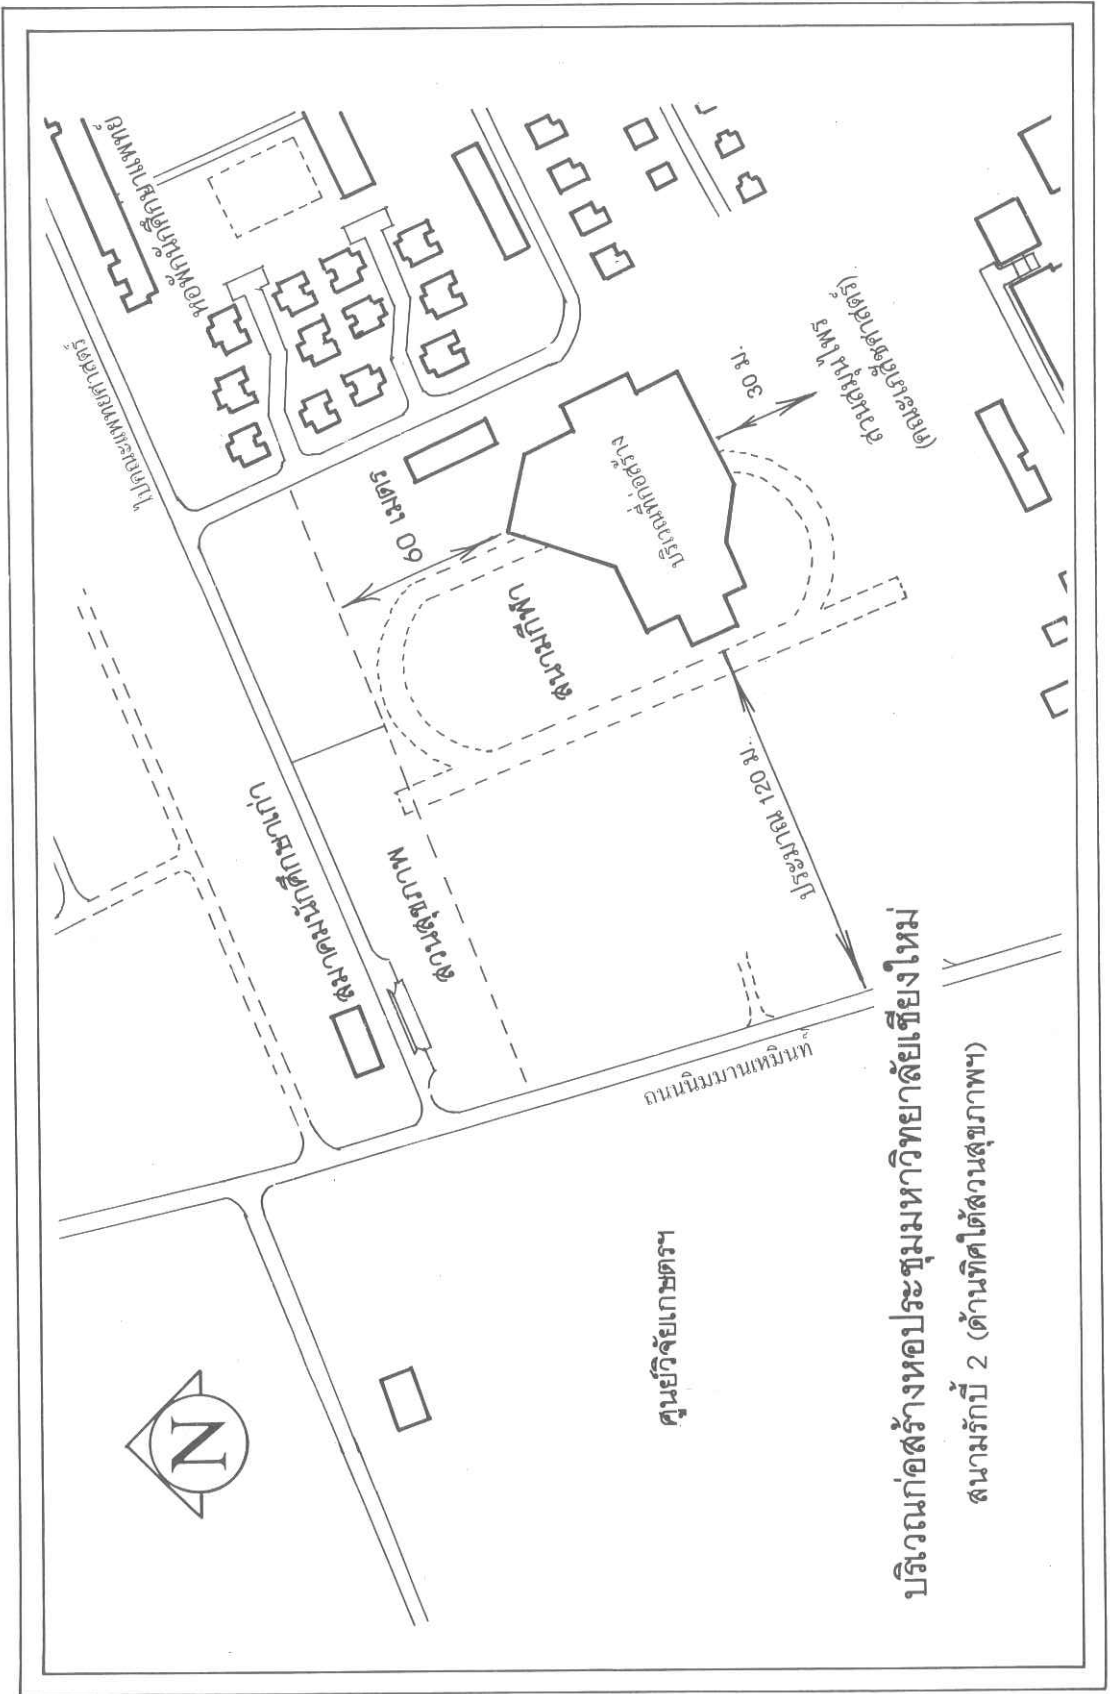 หอพักนักศึกษาแพทย์
ไปคณะแพทยศาสตร์
60 เมตร
สนามกีฬา
บริเวณที่ก่อสร้าง
30 ม.
สวนสมุนไพร
(คณะเภสัชศาสตร์)
สมาคมนักศึกษาเก่า
สวนสุขภาพ
ประมาณ 120 ม.
ถนนนิมมานเหมินท์
N
ศูนย์วิจัยเกษตรฯ
บริเวณก่อสร้างหอประชุมมหาวิทยาลัยเชียงใหม่
สนามรักบี้ 2 (ด้านทิศใต้สวนสุขภาพฯ)